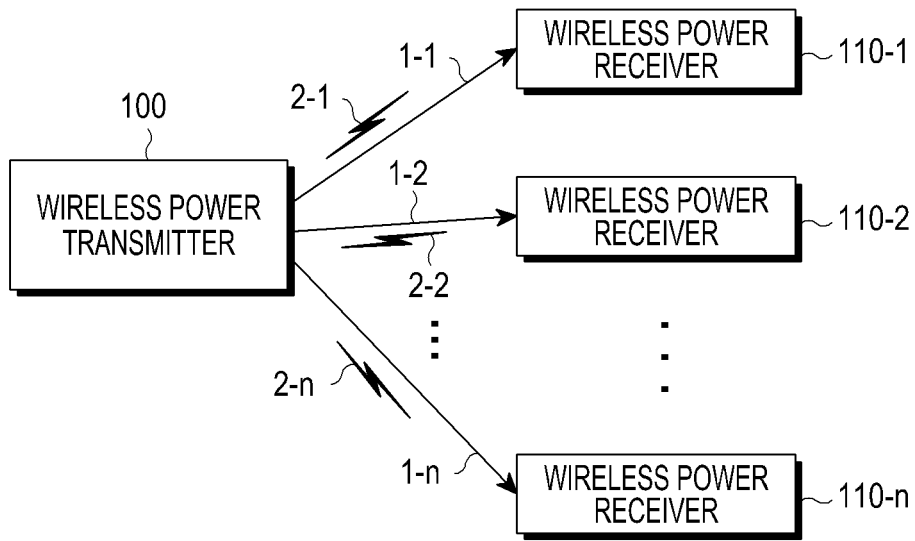 WIRELESS POWER
RECEIVER
110-1
1-1
2-1
100
WIRELESS POWER
TRANSMITTER
1-2
WIRELESS POWER
RECEIVER
110-2
2-2
2-n
1-n
WIRELESS POWER
RECEIVER
110-n